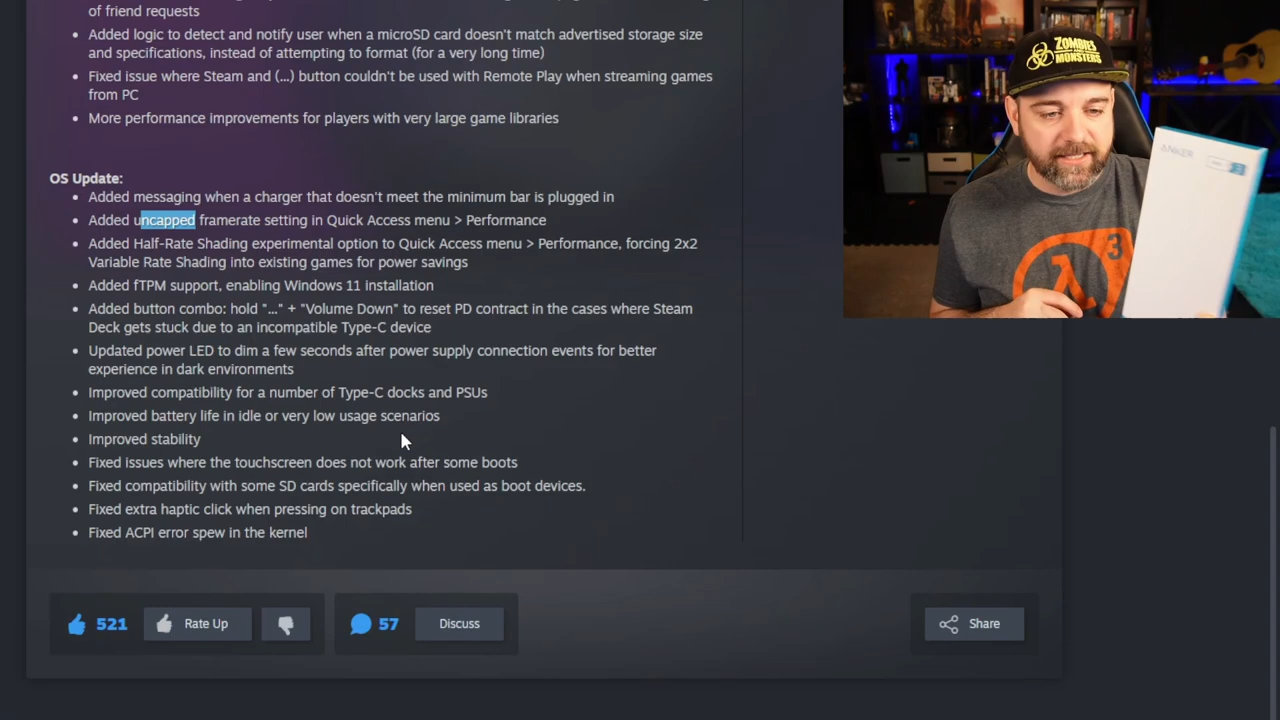 of friend requests
• Added logic to detect and notify user when a microSD card doesn't match advertised storage size
and specifications, instead of attempting to format (for a very long time)
• Fixed issue where Steam and (...) button couldn't be used with Remote Play when streaming games
from PC
• More performance improvements for players with very large game libraries
OS Update:
• Added messaging when a charger that doesn't meet the minimum bar is plugged in
• Added uncapped framerate setting in Quick Access menu > Performance
• Added Half-Rate Shading experimental option to Quick Access menu > Performance, forcing 2x2
Variable Rate Shading into existing games for power savings
• Added fTPM support, enabling Windows 11 installation
• Added button combo: hold "..." + "Volume Down" to reset PD contract in the cases where Steam
Deck gets stuck due to an incompatible Type-C device
• Updated power LED to dim a few seconds after power supply connection events for better
experience in dark environments
• Improved compatibility for a number of Type-C docks and PSUs
• Improved battery life in idle or very low usage scenarios
• Improved stability
• Fixed issues where the touchscreen does not work after some boots
• Fixed compatibility with some SD cards specifically when used as boot devices.
• Fixed extra haptic click when pressing on trackpads
• Fixed ACPI error spew in the kernel
521
Rate Up
57
Discuss
Share
ZOMBIES
MONSTERS
ANKER
λ3